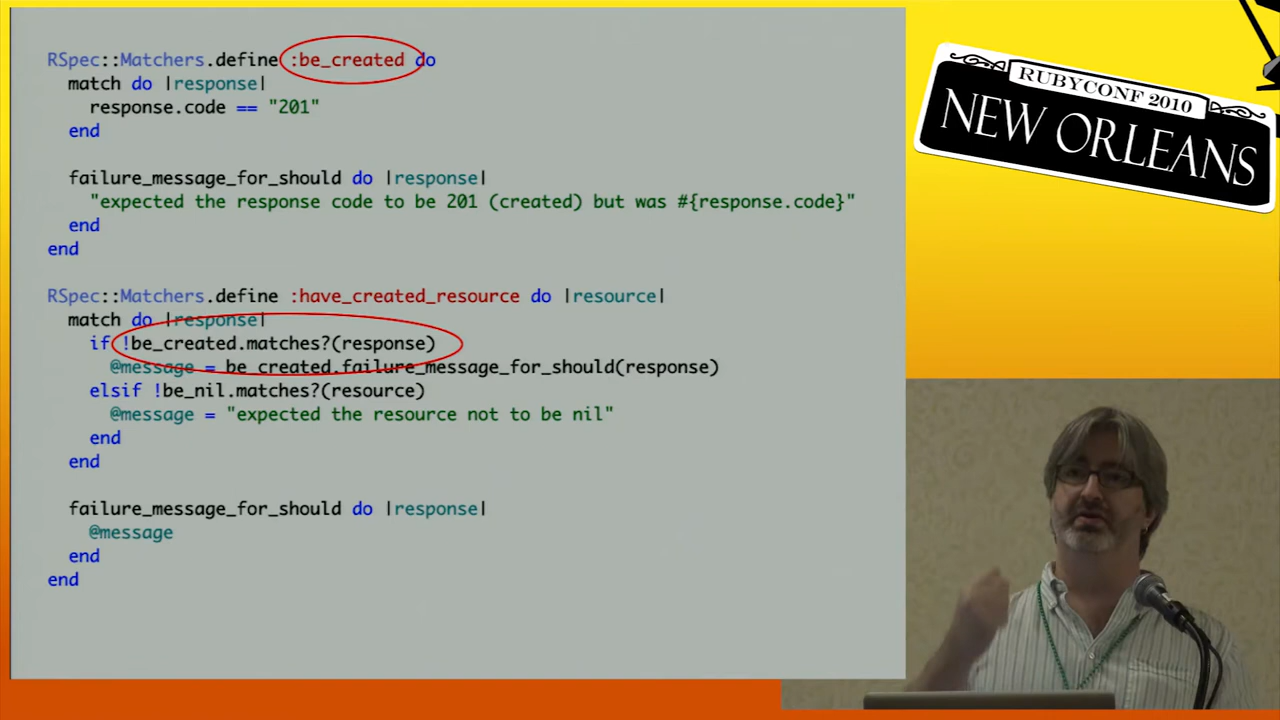 RSpec::Matchers.define :be_created do
match do |response|
response.code == "201"
end
failure_message_for_should do |response|
"expected the response code to be 201 (created) but was #{response.code}"
end
end
RSpec::Matchers.define :have_created_resource do |resource|
match do |response|
if !be_created.matches?(response)
@message = be_created.failure_message_for_should(response)
elsif !be_nil.matches?(resource)
@message = "expected the resource not to be nil"
end
end
failure_message_for_should do |response|
@message
end
end
RUBYCONF 2010
NEW ORLEANS